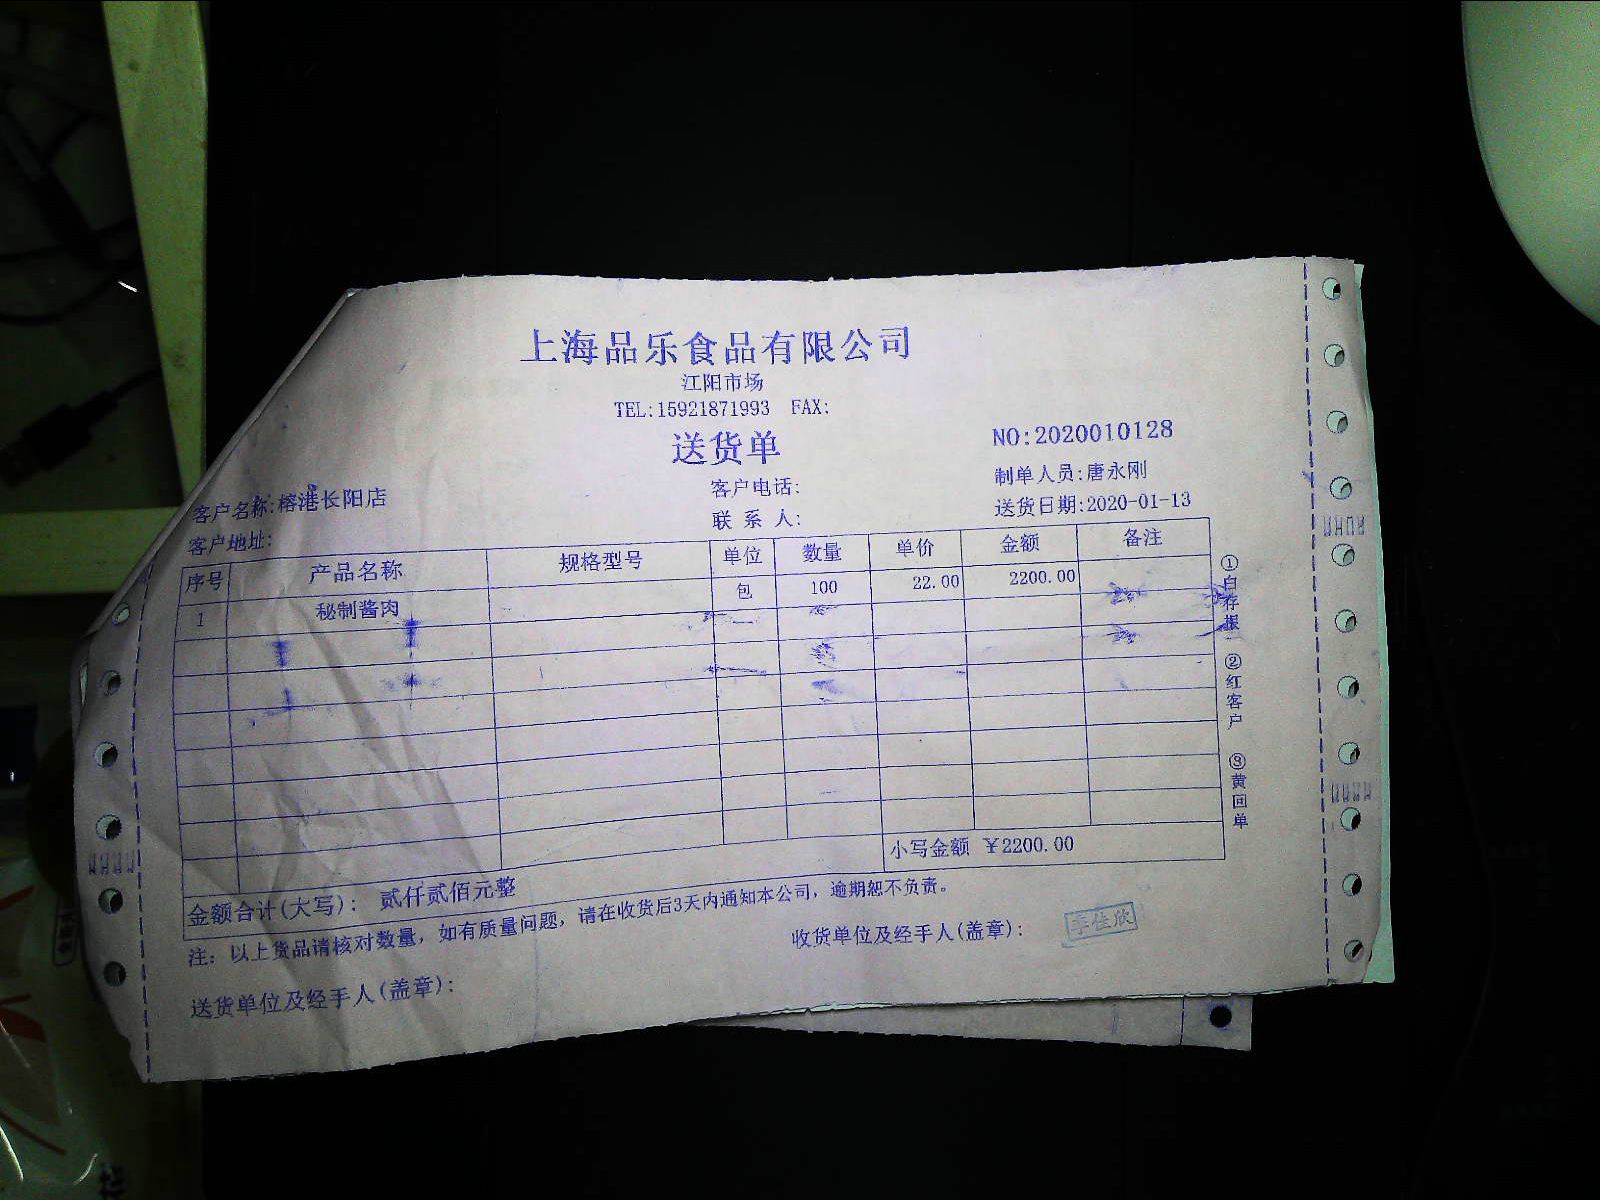 上海品乐食品有限公司
江阳市场
TEL:15921871993 FAX:
送货单
NO:2020010128
制单人员:唐永刚
客户名称:榕港长阳店
客户电话:
送货日期:2020-01-13
客户地址:
联系人:
序号 产品名称 规格型号 单位 数量 单价 金额 备注
1 秘制酱肉 包 100 22.00 2200.00
小写金额 ¥2200.00
金额合计(大写): 贰仟贰佰元整
注: 以上货品请核对数量, 如有质量问题, 请在收货后3天内通知本公司, 逾期恕不负责。
送货单位及经手人(盖章):
收货单位及经手人(盖章):
李佳欣
①白存根 ②红客户 ③黄回单